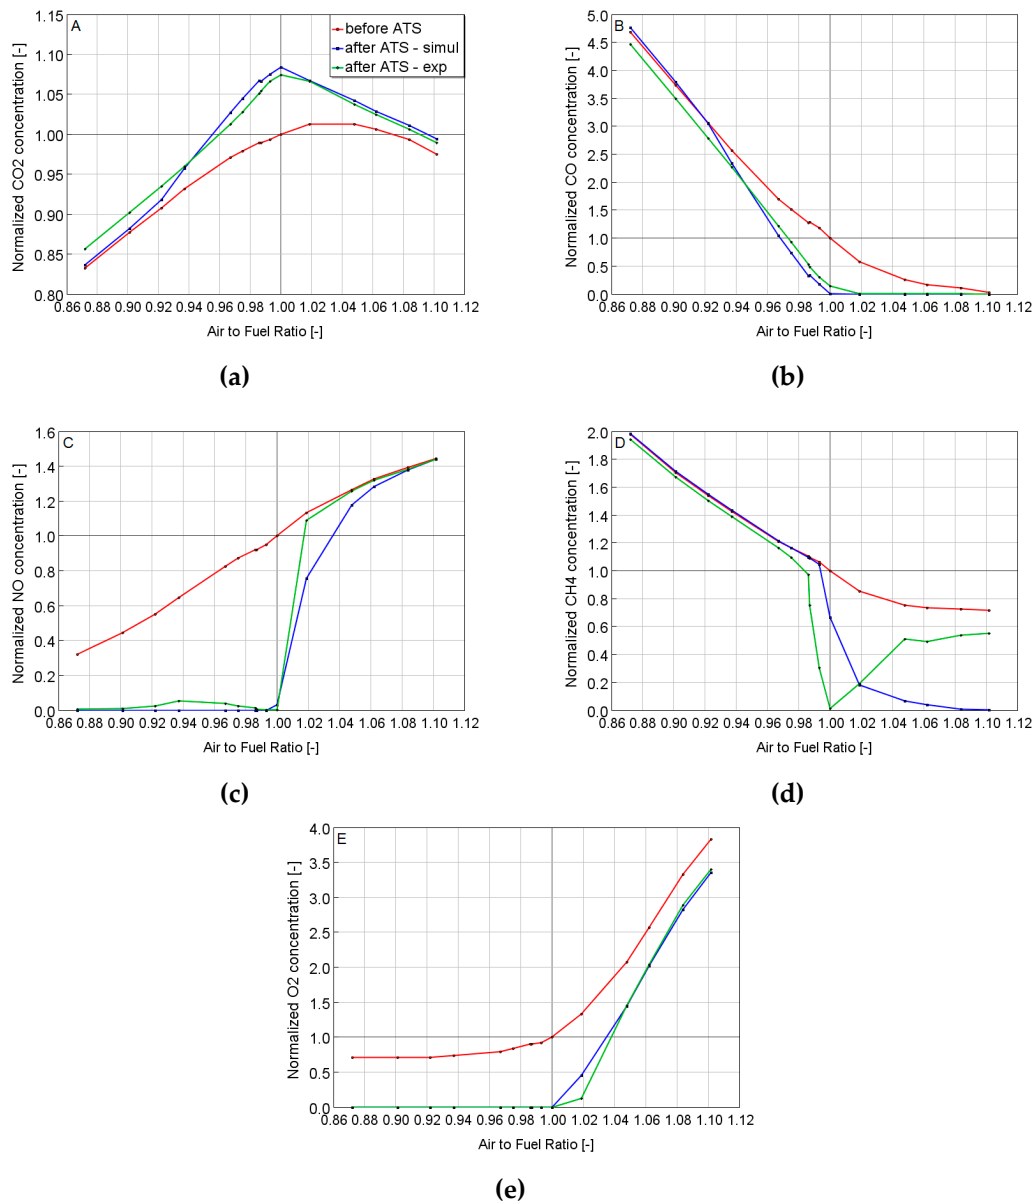 A
before ATS
after ATS - simul
after ATS - exp
Normalized CO2 concentration [-]
1.15
1.10
1.05
1.00
0.95
0.90
0.85
0.80
0.86 0.88 0.90 0.92 0.94 0.96 0.98 1.00 1.02 1.04 1.06 1.08 1.10 1.12
Air to Fuel Ratio [-]
(a)
B
Normalized CO concentration [-]
5.0
4.5
4.0
3.5
3.0
2.5
2.0
1.5
1.0
0.5
0.0
0.86 0.88 0.90 0.92 0.94 0.96 0.98 1.00 1.02 1.04 1.06 1.08 1.10 1.12
Air to Fuel Ratio [-]
(b)
C
Normalized NO concentration [-]
1.6
1.4
1.2
1.0
0.8
0.6
0.4
0.2
0.0
0.86 0.88 0.90 0.92 0.94 0.96 0.98 1.00 1.02 1.04 1.06 1.08 1.10 1.12
Air to Fuel Ratio [-]
(c)
D
Normalized CH4 concentration [-]
2.0
1.8
1.6
1.4
1.2
1.0
0.8
0.6
0.4
0.2
0.0
0.86 0.88 0.90 0.92 0.94 0.96 0.98 1.00 1.02 1.04 1.06 1.08 1.10 1.12
Air to Fuel Ratio [-]
(d)
E
Normalized O2 concentration [-]
4.0
3.5
3.0
2.5
2.0
1.5
1.0
0.5
0.0
0.86 0.88 0.90 0.92 0.94 0.96 0.98 1.00 1.02 1.04 1.06 1.08 1.10 1.12
Air to Fuel Ratio [-]
(e)